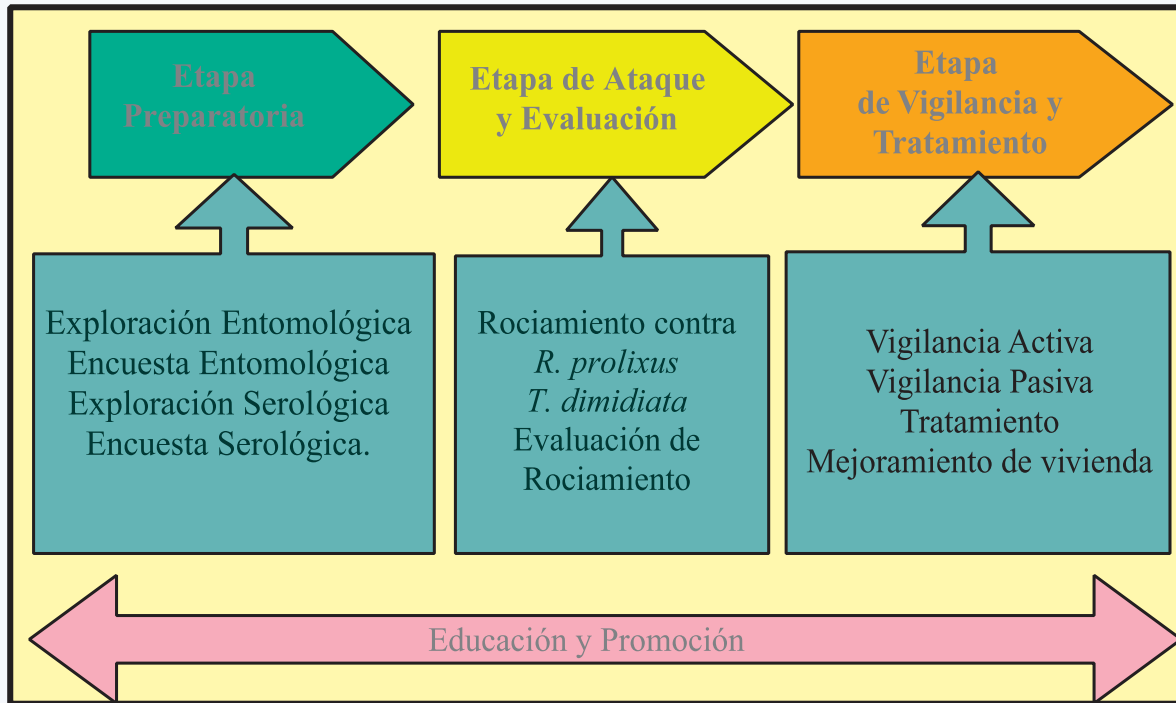 Etapa
Preparatoria
Etapa de Ataque
y Evaluación
Etapa
de Vigilancia y
Tratamiento
Exploración Entomológica
Encuesta Entomológica
Exploración Serológica
Encuesta Serológica.
Rociamiento contra
R. prolixus
T. dimidiata
Evaluación de
Rociamiento
Vigilancia Activa
Vigilancia Pasiva
Tratamiento
Mejoramiento de vivienda
Educación y Promoción